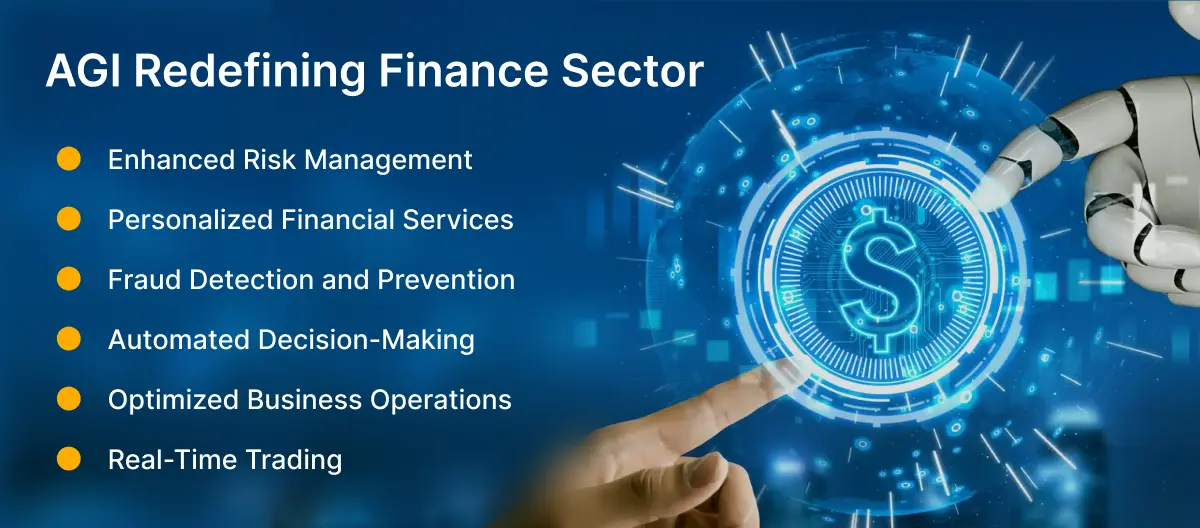 AGI Redefining Finance Sector
Enhanced Risk Management
Personalized Financial Services
Fraud Detection and Prevention
Automated Decision-Making
Optimized Business Operations
Real-Time Trading
$